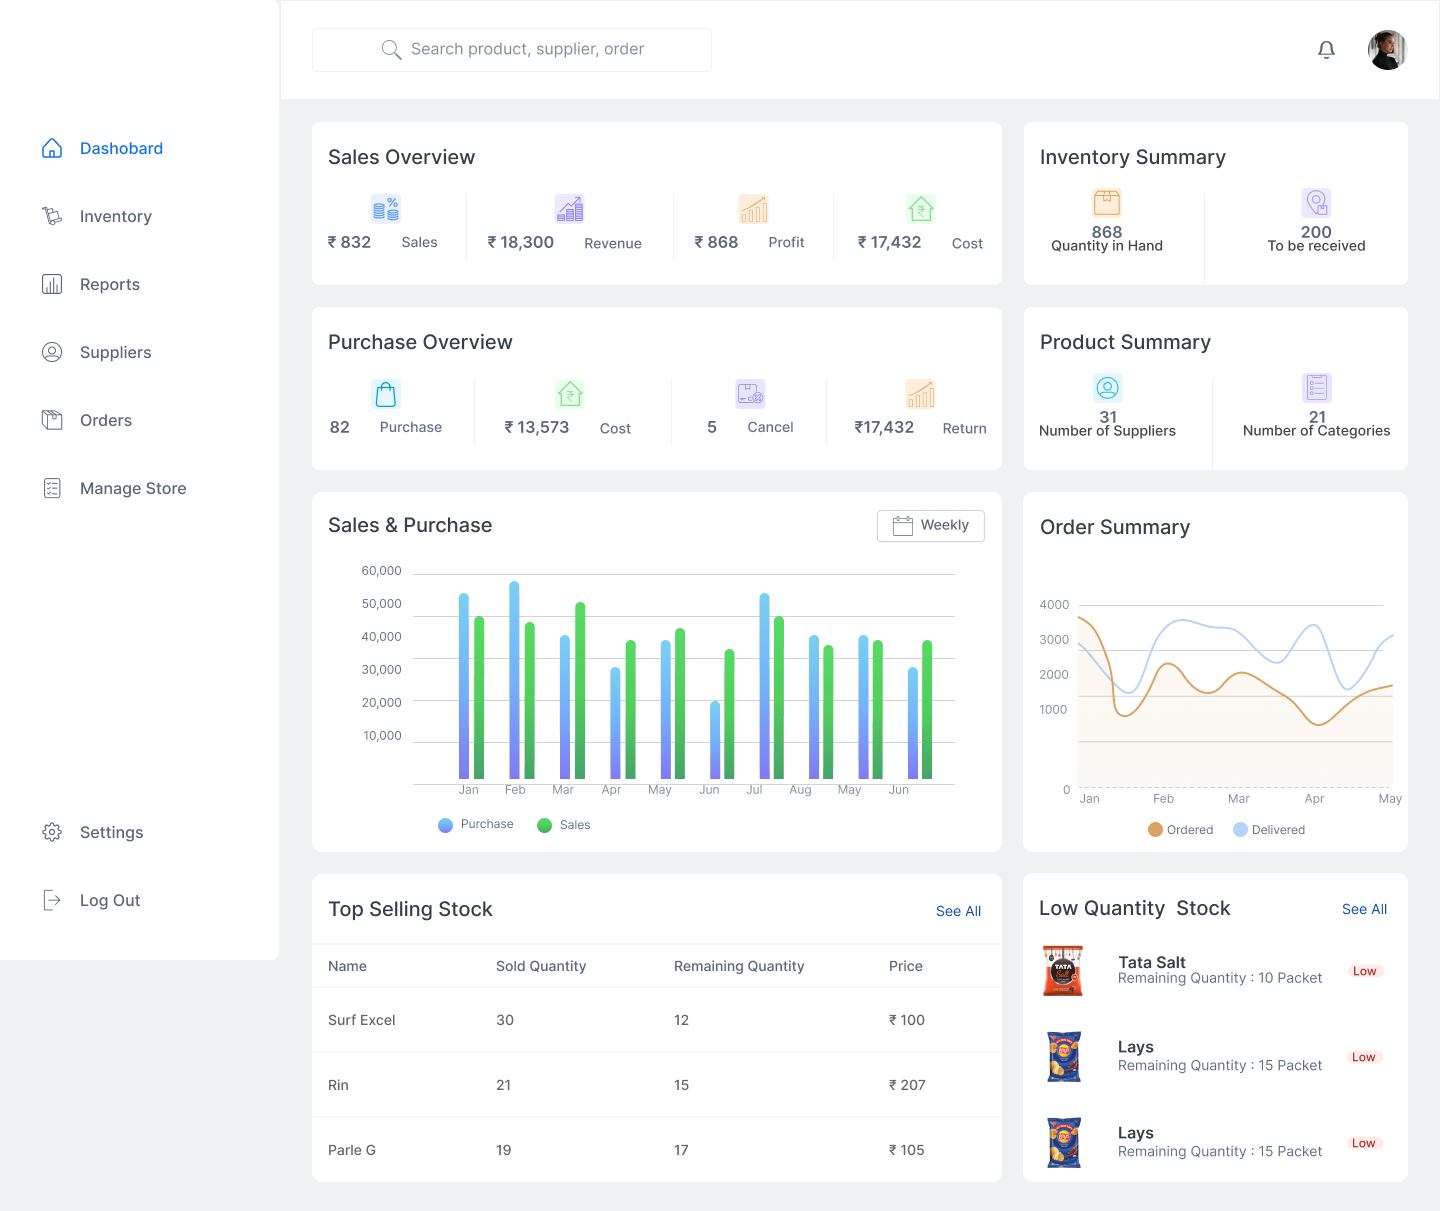 Search product, supplier, order
Dashobard
Inventory
Reports
Suppliers
Orders
Manage Store
Settings
Log Out
Sales Overview
₹ 832 Sales
₹ 18,300 Revenue
₹ 868 Profit
₹ 17,432 Cost
Inventory Summary
868
Quantity in Hand
200
To be received
Purchase Overview
82 Purchase
₹ 13,573 Cost
5 Cancel
₹17,432 Return
Product Summary
31
Number of Suppliers
21
Number of Categories
Sales & Purchase
Weekly
60,000
50,000
40,000
30,000
20,000
10,000
Jan Feb Mar Apr May Jun Jul Aug May Jun
Purchase Sales
Order Summary
4000
3000
2000
1000
0
Jan Feb Mar Apr May
Ordered Delivered
Top Selling Stock
See All
Name Sold Quantity Remaining Quantity Price
Surf Excel 30 12 ₹ 100
Rin 21 15 ₹ 207
Parle G 19 17 ₹ 105
Low Quantity Stock
See All
TATA
Salt
Tata Salt
Remaining Quantity : 10 Packet
Low
Lay's
Lays
Remaining Quantity : 15 Packet
Low
Lay's
Lays
Remaining Quantity : 15 Packet
Low